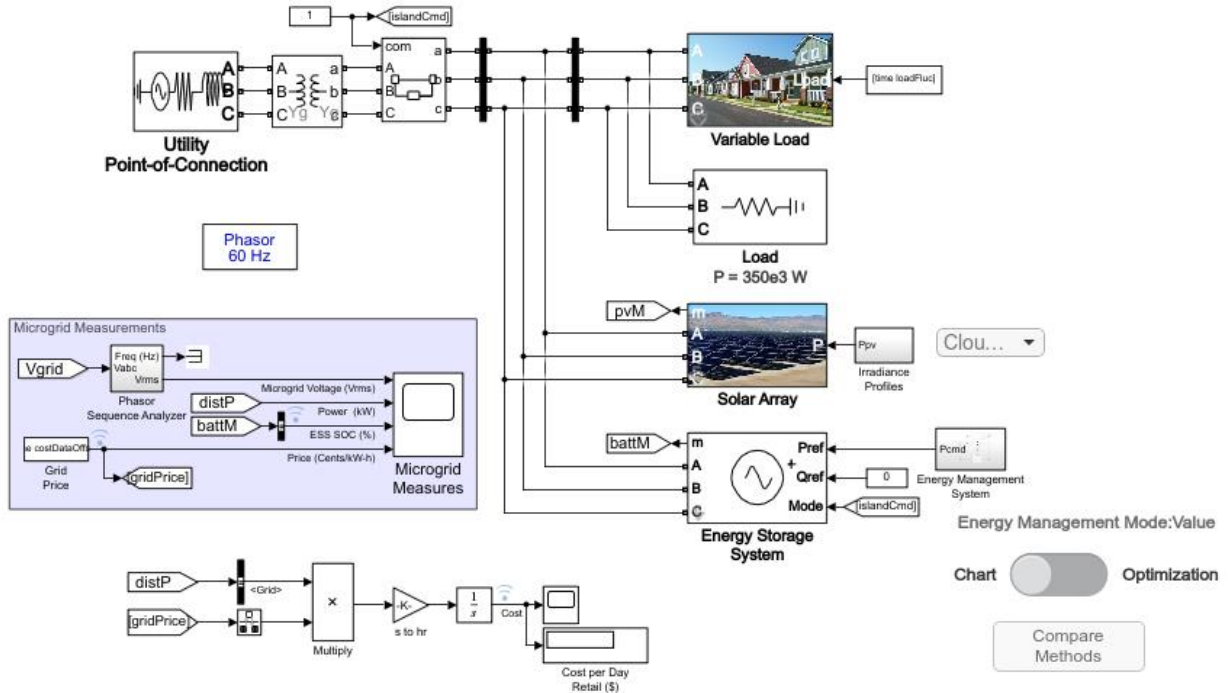 1
[islandCmd]
com
a
A
b
B
c
C
A
B
C
A
B
C
a
b
c
Yg
Utility
Point-of-Connection
A
B
C
load
[time loadFluc]
Variable Load
A
B
C
Load
P = 350e3 W
Phasor
60 Hz
pvM
m
A
B
C
P
Ppv
Irradiance
Profiles
Clou...
Solar Array
Microgrid Measurements
Vgrid
Freq (Hz)
Vabc
Vrms
Phasor
Sequence Analyzer
Microgrid Voltage (Vrms)
distP
Power (kW)
battM
ESS SOC (%)
e costDataOffs
Price (Cents/kW-h)
Grid
Price
[gridPrice]
Microgrid
Measures
battM
m
A
B
C
Pref
Qref
Mode
Pcmd
0
Energy Management
System
[islandCmd]
Energy Storage
System
Energy Management Mode:Value
Chart
Optimization
Compare
Methods
distP
<Grid>
[gridPrice]
×
Multiply
-K-
s to hr
1
s
Cost
Cost per Day
Retail ($)